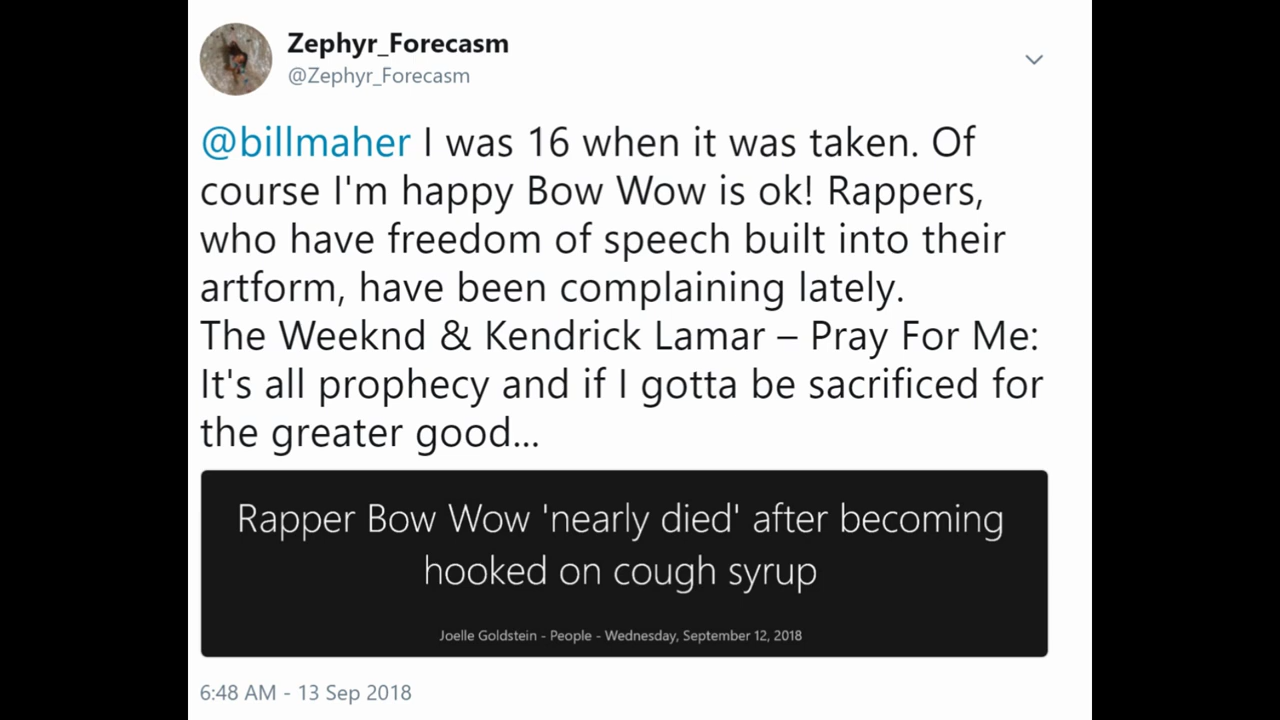 Zephyr_Forecasm
@Zephyr_Forecasm
@billmaher I was 16 when it was taken. Of
course I'm happy Bow Wow is ok! Rappers,
who have freedom of speech built into their
artform, have been complaining lately.
The Weeknd & Kendrick Lamar – Pray For Me:
It's all prophecy and if I gotta be sacrificed for
the greater good...
Rapper Bow Wow 'nearly died' after becoming
hooked on cough syrup
Joelle Goldstein - People - Wednesday, September 12, 2018
6:48 AM - 13 Sep 2018